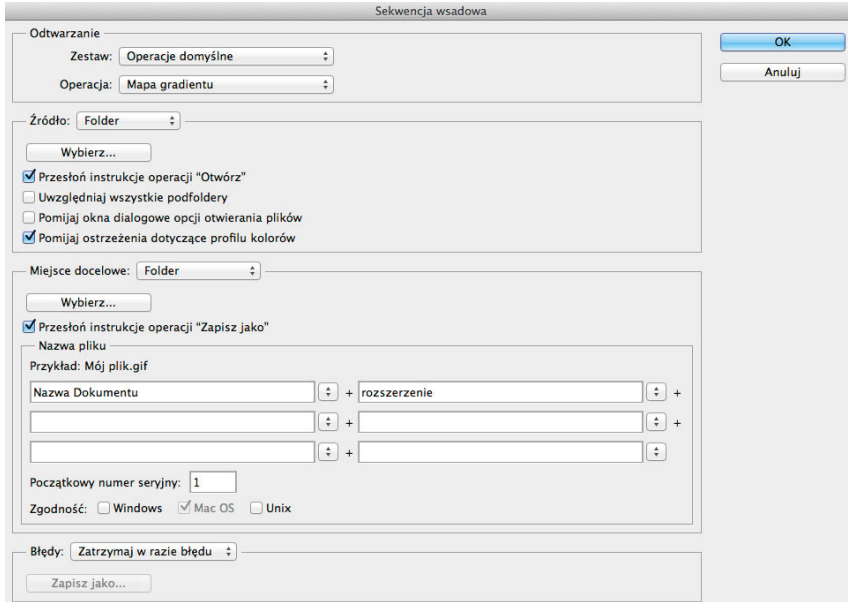 Sekwencja wsadowa
Odtwarzanie
Zestaw: Operacje domyślne
Operacja: Mapa gradientu
OK
Anuluj
Źródło: Folder
Wybierz...
Przesłoń instrukcje operacji "Otwórz"
Uwzględniaj wszystkie podfoldery
Pomijaj okna dialogowe opcji otwierania plików
Pomijaj ostrzeżenia dotyczące profilu kolorów
Miejsce docelowe: Folder
Wybierz...
Przesłoń instrukcje operacji "Zapisz jako"
Nazwa pliku
Przykład: Mój plik.gif
Nazwa Dokumentu + rozszerzenie +
+ +
+
Początkowy numer seryjny: 1
Zgodność: Windows Mac OS Unix
Błędy: Zatrzymaj w razie błędu
Zapisz jako...